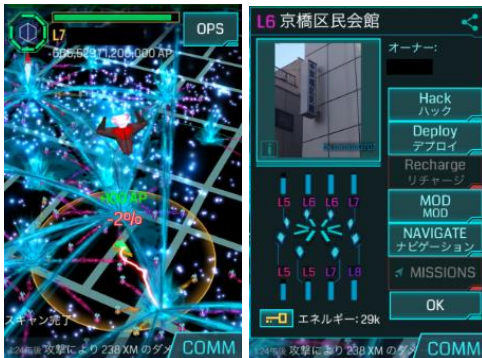 L7
OPS
-2%
スキャン完了
攻撃により 238 XM のダメ
COMM
L6 京橋区民会館
オーナー:
Hack
ハック
Deploy
デプロイ
Recharge
リチャージ
MOD
MOD
NAVIGATE
ナビゲーション
MISSIONS
OK
L5 L6 L6 L7
L5 L5 L7 L8
エネルギー: 29k
攻撃により 238 XM のダメ
COMM